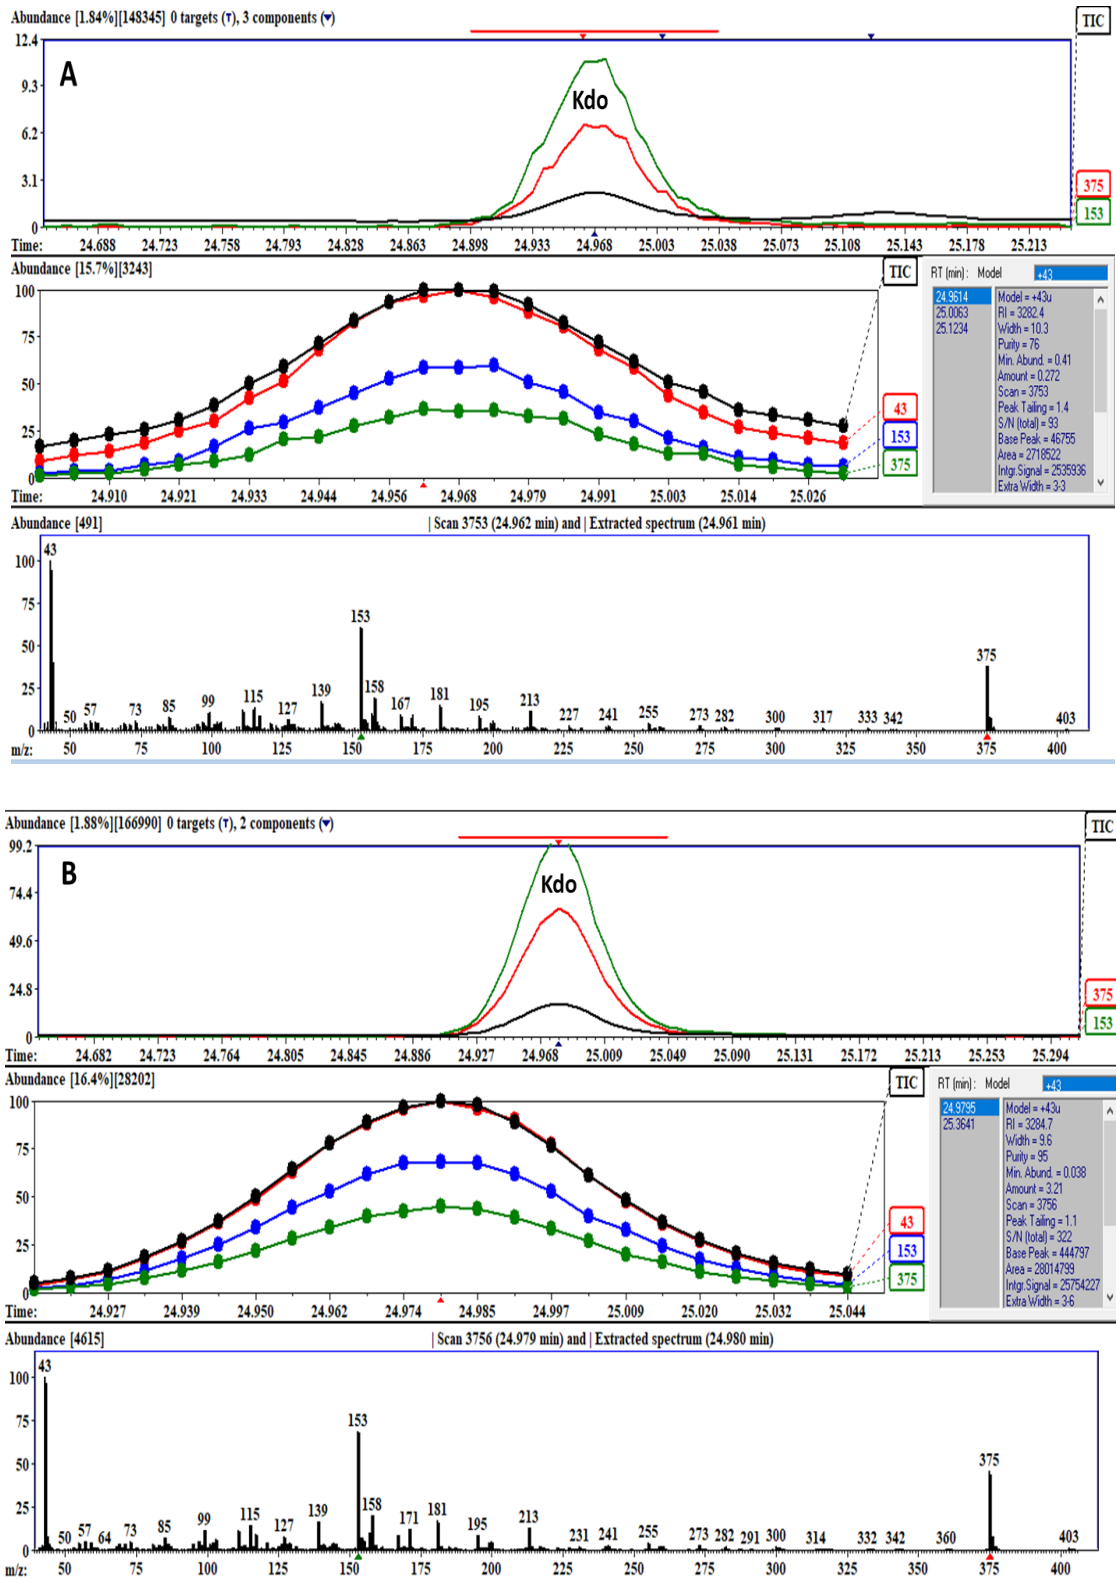 Abundance [1.84%][148345] 0 targets (T), 3 components (▼)
TIC
12.4
9.3
6.2
3.1
0
A
Kdo
375
153
Time: 24.688 24.723 24.758 24.793 24.828 24.863 24.898 24.933 24.968 25.003 25.038 25.073 25.108 25.143 25.178 25.213
Abundance [15.7%][3243]
TIC
100
75
50
25
0
43
153
375
Time: 24.910 24.921 24.933 24.944 24.956 24.968 24.979 24.991 25.003 25.014 25.026
RT (min) : Model +43
24.9614
25.0063
25.1234
Model = +43u
RI = 3282.4
Width = 10.3
Purity = 76
Min. Abund. = 0.41
Amount = 0.272
Scan = 3753
Peak Tailing = 1.4
S/N (total) = 93
Base Peak = 46755
Area = 2718522
Intgr.Signal = 2535936
Extra Width = 3-3
Abundance [491] | Scan 3753 (24.962 min) and | Extracted spectrum (24.961 min)
100
75
50
25
0
43 50 57 73 85 99 115 127 139 153 158 167 181 195 213 227 241 255 273 282 300 317 333 342 375 403
m/z: 50 75 100 125 150 175 200 225 250 275 300 325 350 375 400
Abundance [1.88%][166990] 0 targets (T), 2 components (▼)
TIC
99.2
74.4
49.6
24.8
0
B
Kdo
375
153
Time: 24.682 24.723 24.764 24.805 24.845 24.886 24.927 24.968 25.009 25.049 25.090 25.131 25.172 25.213 25.253 25.294
Abundance [16.4%][28202]
TIC
100
75
50
25
0
43
153
375
Time: 24.927 24.939 24.950 24.962 24.974 24.985 24.997 25.009 25.020 25.032 25.044
RT (min) : Model +43
24.9795
25.3641
Model = +43u
RI = 3284.7
Width = 9.6
Purity = 95
Min. Abund. = 0.038
Amount = 3.21
Scan = 3756
Peak Tailing = 1.1
S/N (total) = 322
Base Peak = 444797
Area = 28014799
Intgr.Signal = 25754227
Extra Width = 3-6
Abundance [4615] | Scan 3756 (24.979 min) and | Extracted spectrum (24.980 min)
100
75
50
25
0
43 50 57 64 73 85 99 115 127 139 153 158 171 181 195 213 231 241 255 273 282 291 300 314 332 342 360 375 403
m/z: 50 75 100 125 150 175 200 225 250 275 300 325 350 375 400